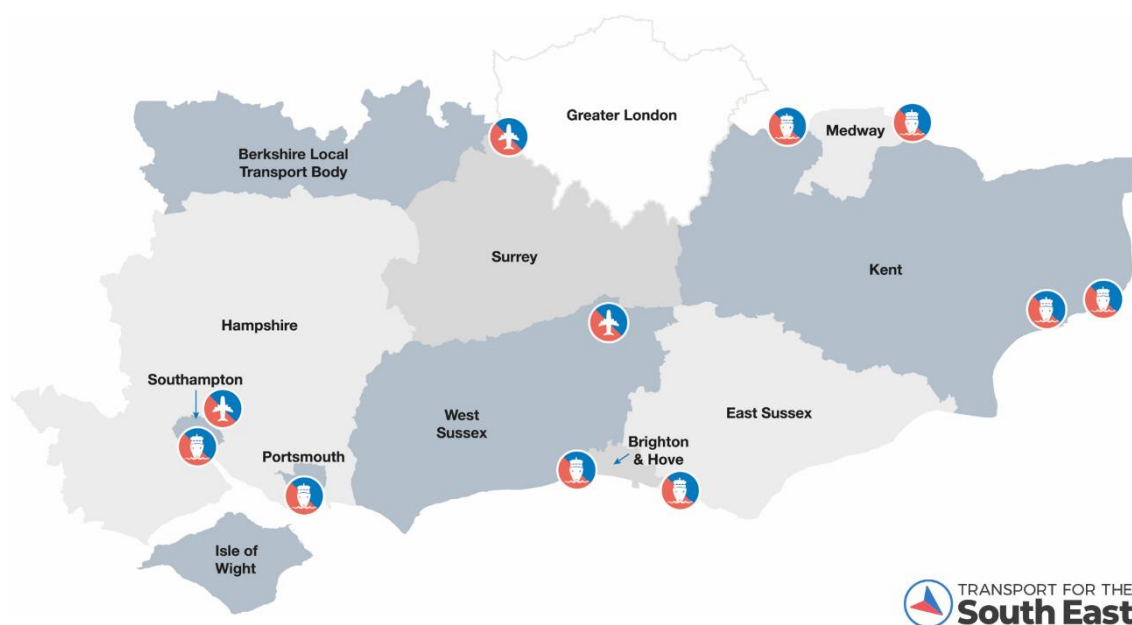 Greater London
Medway
Berkshire Local
Transport Body
Surrey
Kent
Hampshire
Southampton
West
Sussex
East Sussex
Brighton
& Hove
Portsmouth
Isle of
Wight
TRANSPORT FOR THE
South East